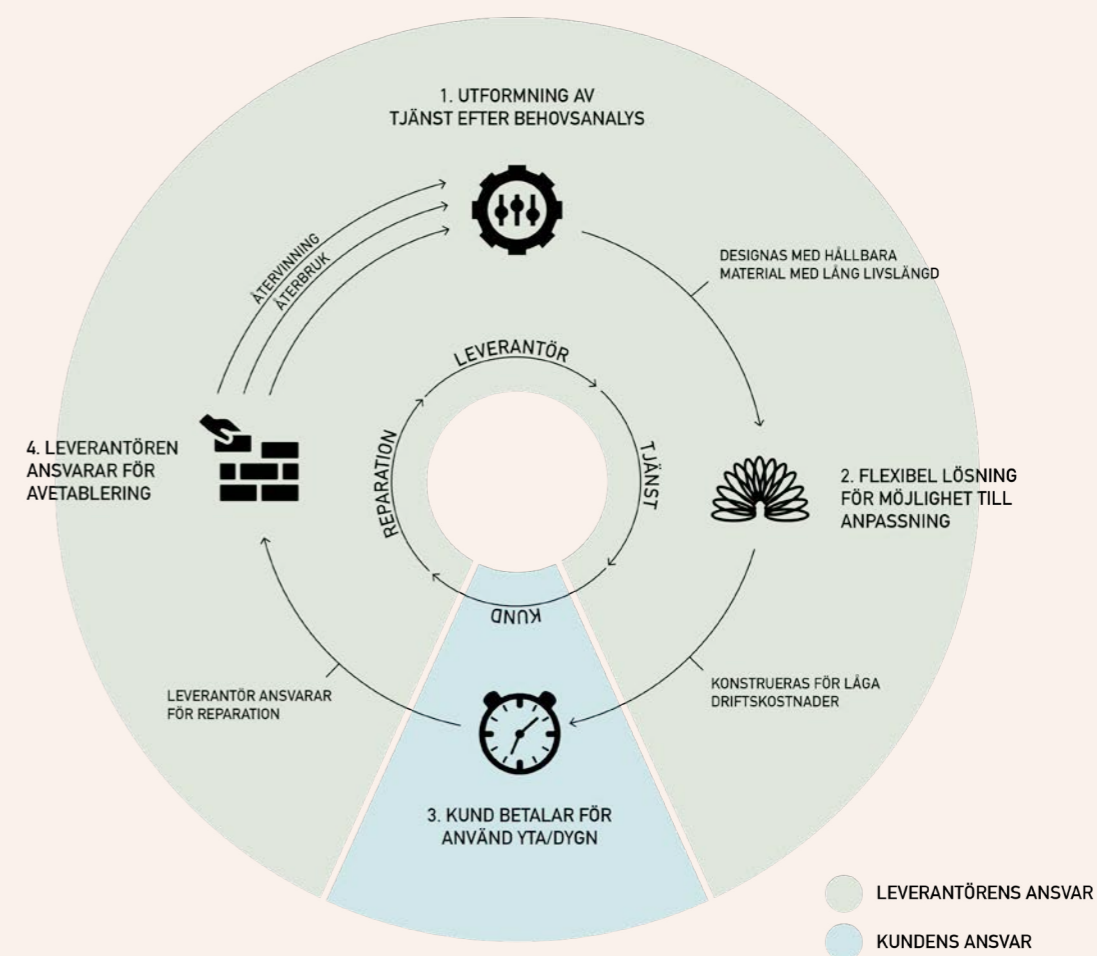 1. UTFORMNING AV
TJÄNST EFTER BEHOVSANALYS
ÅTERVINNING
ÅTERBRUK
DESIGNAS MED HÅLLBARA
MATERIAL MED LÅNG LIVSLÄNGD
LEVERANTÖR
TJÄNST
KUND
REPARATION
2. FLEXIBEL LÖSNING
FÖR MÖJLIGHET TILL
ANPASSNING
KONSTRUERAS FÖR LÅGA
DRIFTSKOSTNADER
3. KUND BETALAR FÖR
ANVÄND YTA/DYGN
LEVERANTÖR ANSVARAR
FÖR REPARATION
4. LEVERANTÖREN
ANSVARAR FÖR
AVETABLERING
LEVERANTÖRENS ANSVAR
KUNDENS ANSVAR